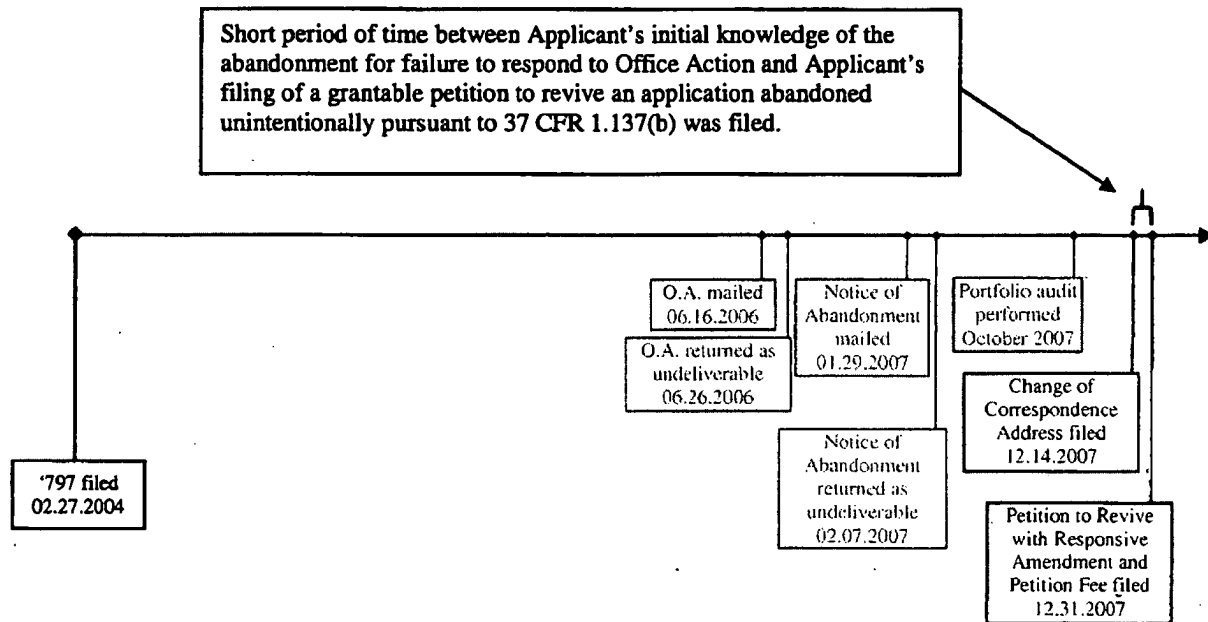 Short period of time between Applicant's initial knowledge of the
abandonment for failure to respond to Office Action and Applicant's
filing of a grantable petition to revive an application abandoned
unintentionally pursuant to 37 CFR 1.137(b) was filed.
O.A. mailed
06.16.2006
O.A. returned as
undeliverable
06.26.2006
Notice of
Abandonment
mailed
01.29.2007
Notice of
Abandonment
returned as
undeliverable
02.07.2007
Portfolio audit
performed
October 2007
Change of
Correspondence
Address filed
12.14.2007
Petition to Revive
with Responsive
Amendment and
Petition Fee filed
12.31.2007
'797 filed
02.27.2004